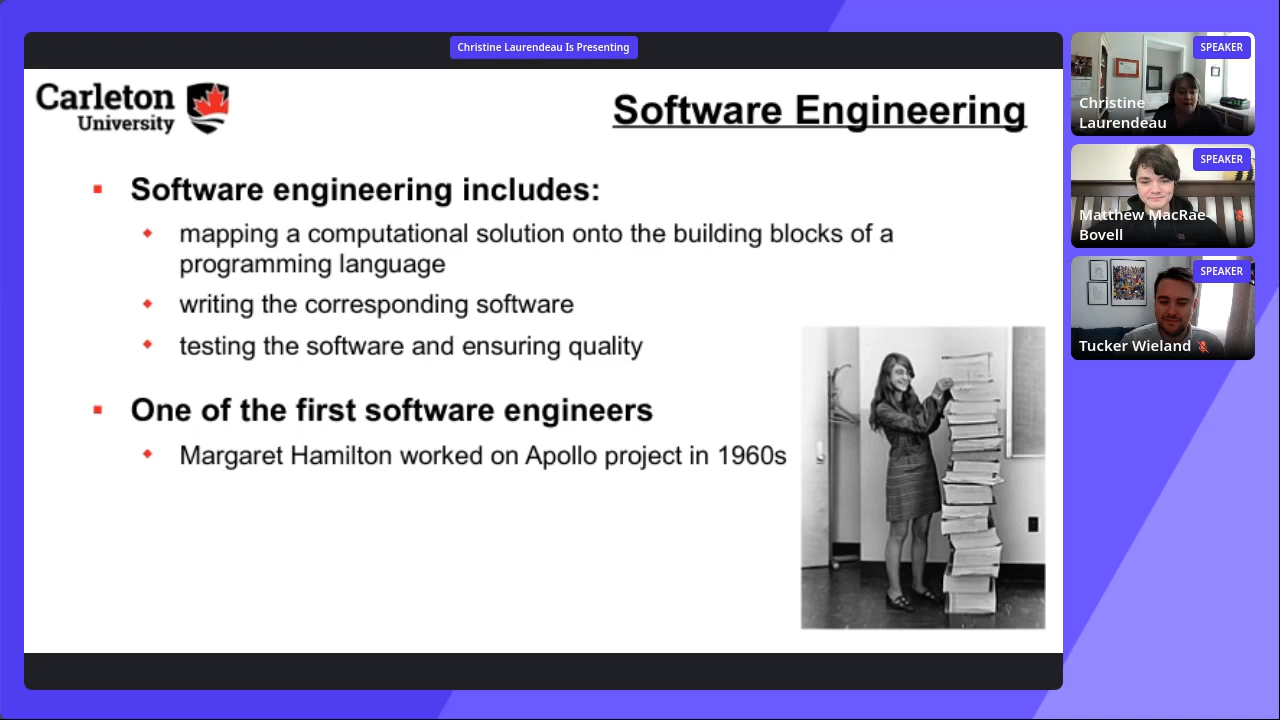 Christine Laurendeau Is Presenting
Carleton
University
Software Engineering
Software engineering includes:
mapping a computational solution onto the building blocks of a
programming language
writing the corresponding software
testing the software and ensuring quality
One of the first software engineers
Margaret Hamilton worked on Apollo project in 1960s
SPEAKER
Christine
Laurendeau
SPEAKER
Matthew MacRae-
Bovell
SPEAKER
Tucker Wieland